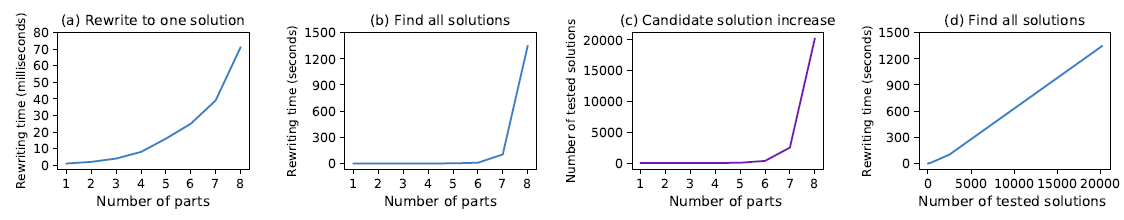 (a) Rewrite to one solution
Rewriting time (milliseconds)
80
70
60
50
40
30
20
10
0
1 2 3 4 5 6 7 8
Number of parts
(b) Find all solutions
Rewriting time (seconds)
1500
1200
900
600
300
0
1 2 3 4 5 6 7 8
Number of parts
(c) Candidate solution increase
Number of tested solutions
20000
15000
10000
5000
0
1 2 3 4 5 6 7 8
Number of parts
(d) Find all solutions
Rewriting time (seconds)
1500
1200
900
600
300
0
0 5000 10000 15000 20000
Number of tested solutions